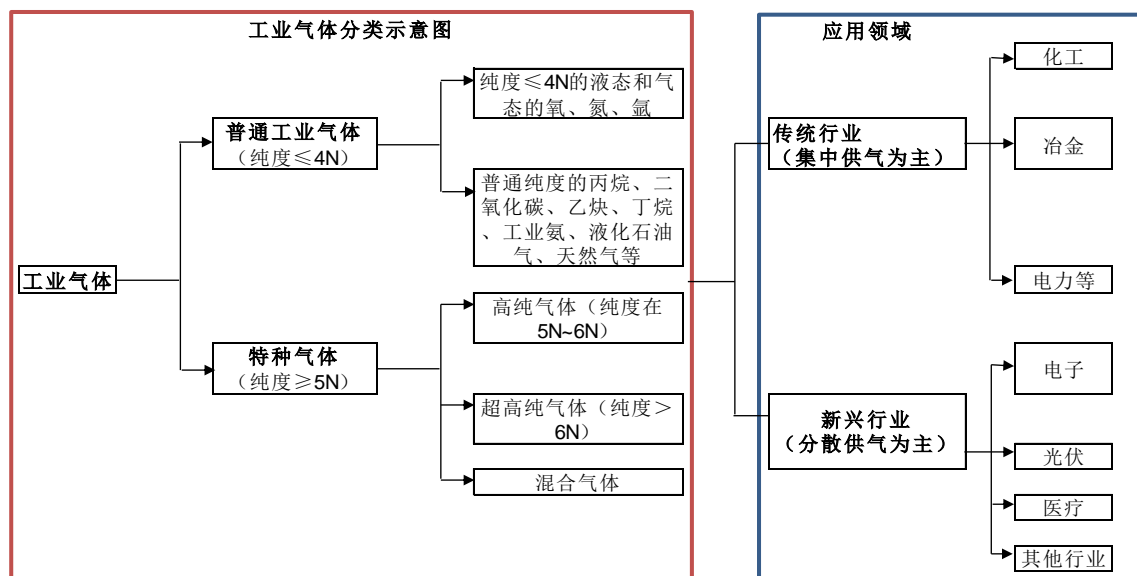 工业气体分类示意图
纯度≤4N的液态和气
态的氧、氮、氩
普通工业气体
（纯度≤4N）
普通纯度的丙烷、二
氧化碳、乙炔、丁烷
、工业氨、液化石油
气、天然气等
工业气体
高纯气体（纯度在
5N~6N）
特种气体
（纯度≥5N）
超高纯气体（纯度＞
6N）
混合气体
应用领域
化工
传统行业
（集中供气为主）
冶金
电力等
电子
新兴行业
（分散供气为主）
光伏
医疗
其他行业